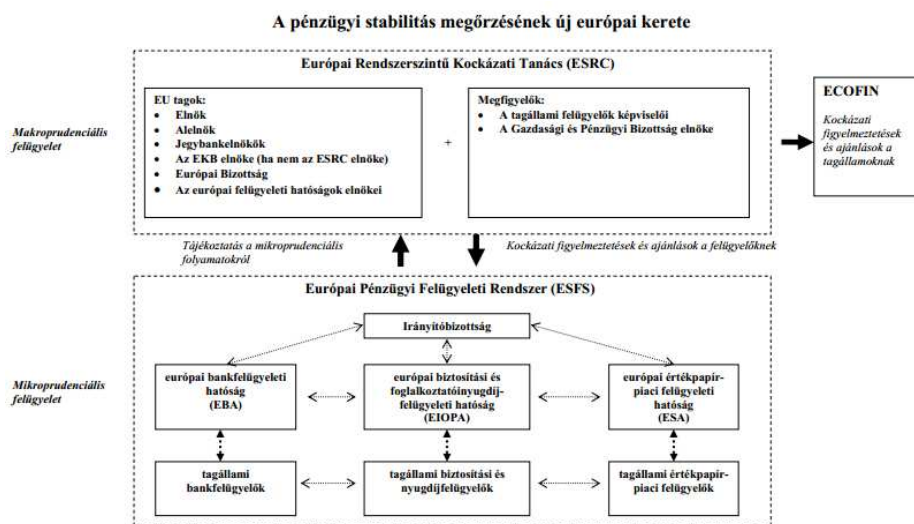 A pénzügyi stabilitás megőrzésének új európai kerete
Európai Rendszerszintű Kockázati Tanács (ESRC)
Makroprudenciális
felügyelet
EU tagok:
• Elnök
• Alelnök
• Jegybankelnökök
• Az EKB elnöke (ha nem az ESRC elnöke)
• Európai Bizottság
• Az európai felügyeleti hatóságok elnökei
+
Megfigyelők:
• A tagállami felügyelők képviselői
• A Gazdasági és Pénzügyi Bizottság elnöke
ECOFIN
Kockázati
figyelmeztetések
és ajánlások a
tagállamoknak
Tájékoztatás a mikroprudenciális
folyamatokról
Kockázati figyelmeztetések és ajánlások a felügyelőknek
Európai Pénzügyi Felügyeleti Rendszer (ESFS)
Irányítóbizottság
Mikroprudenciális
felügyelet
európai bankfelügyeleti
hatóság
(EBA)
európai biztosítási és
foglalkoztatóinyugdíj-
felügyeleti hatóság
(EIOPA)
európai értékpapír-
piaci felügyeleti
hatóság
(ESA)
tagállami
bankfelügyelők
tagállami biztosítási és
nyugdíjfelügyelők
tagállami értékpapír-
piaci felügyelők